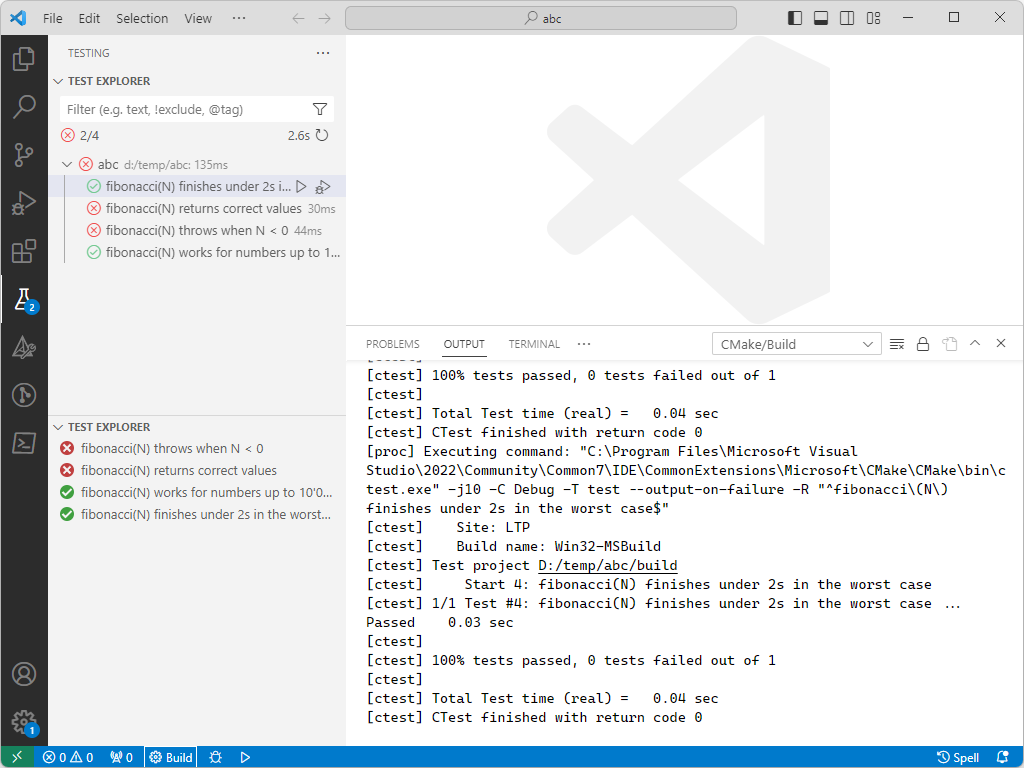 File Edit Selection View ···
abc
TESTING ···
TEST EXPLORER
Filter (e.g. text, !exclude, @tag)
2/4 2.6s
abc d:/temp/abc: 135ms
fibonacci(N) finishes under 2s i...
fibonacci(N) returns correct values 30ms
fibonacci(N) throws when N < 0 44ms
fibonacci(N) works for numbers up to 1...
2
TEST EXPLORER
fibonacci(N) throws when N < 0
fibonacci(N) returns correct values
fibonacci(N) works for numbers up to 10'0...
fibonacci(N) finishes under 2s in the worst...
1
PROBLEMS OUTPUT TERMINAL ··· CMake/Build
[ctest]
[ctest] 100% tests passed, 0 tests failed out of 1
[ctest]
[ctest] Total Test time (real) =   0.04 sec
[ctest] CTest finished with return code 0
[proc] Executing command: "C:\Program Files\Microsoft Visual
Studio\2022\Community\Common7\IDE\CommonExtensions\Microsoft\CMake\CMake\bin\c
test.exe" -j10 -C Debug -T test --output-on-failure -R "^fibonacci\(N\)
finishes under 2s in the worst case$"
[ctest]    Site: LTP
[ctest]    Build name: Win32-MSBuild
[ctest] Test project D:/temp/abc/build
[ctest]     Start 4: fibonacci(N) finishes under 2s in the worst case
[ctest] 1/1 Test #4: fibonacci(N) finishes under 2s in the worst case ...
Passed    0.03 sec
[ctest]
[ctest] 100% tests passed, 0 tests failed out of 1
[ctest]
[ctest] Total Test time (real) =   0.04 sec
[ctest] CTest finished with return code 0
0 0 0 Build Spell